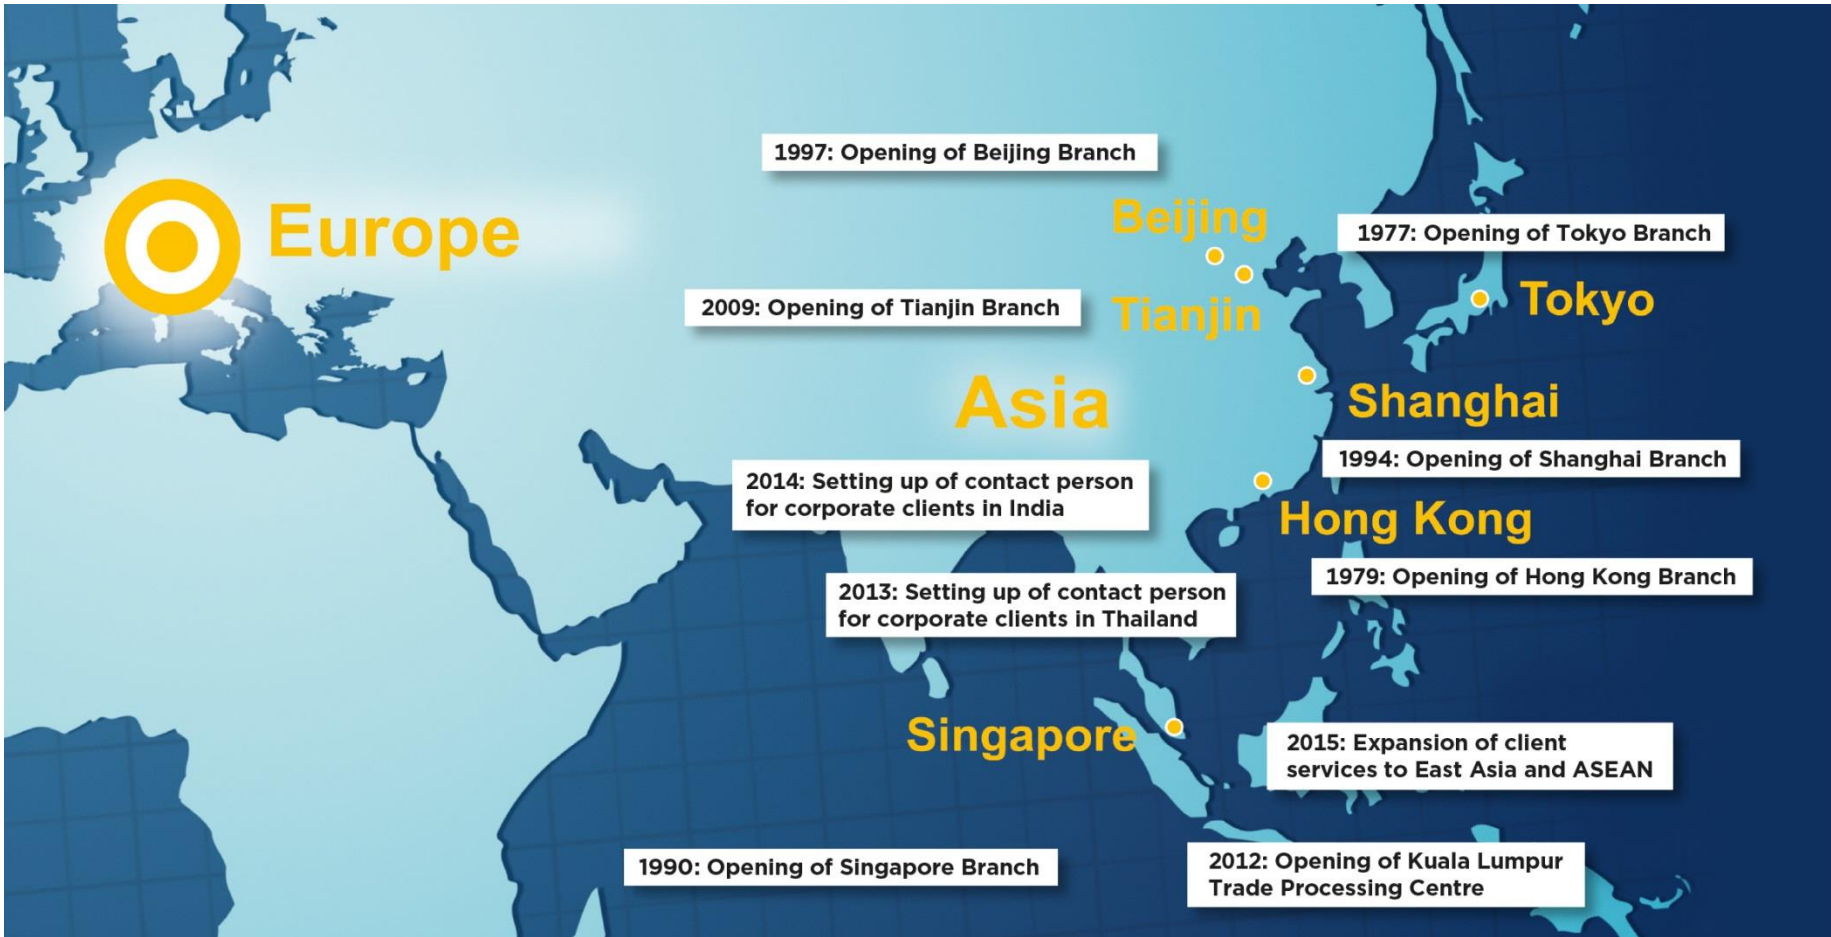 1997: Opening of Beijing Branch
Beijing
Europe
1977: Opening of Tokyo Branch
Tokyo
2009: Opening of Tianjin Branch
Tianjin
Asia
Shanghai
1994: Opening of Shanghai Branch
2014: Setting up of contact person
for corporate clients in India
Hong Kong
1979: Opening of Hong Kong Branch
2013: Setting up of contact person
for corporate clients in Thailand
Singapore
2015: Expansion of client
services to East Asia and ASEAN
1990: Opening of Singapore Branch
2012: Opening of Kuala Lumpur
Trade Processing Centre